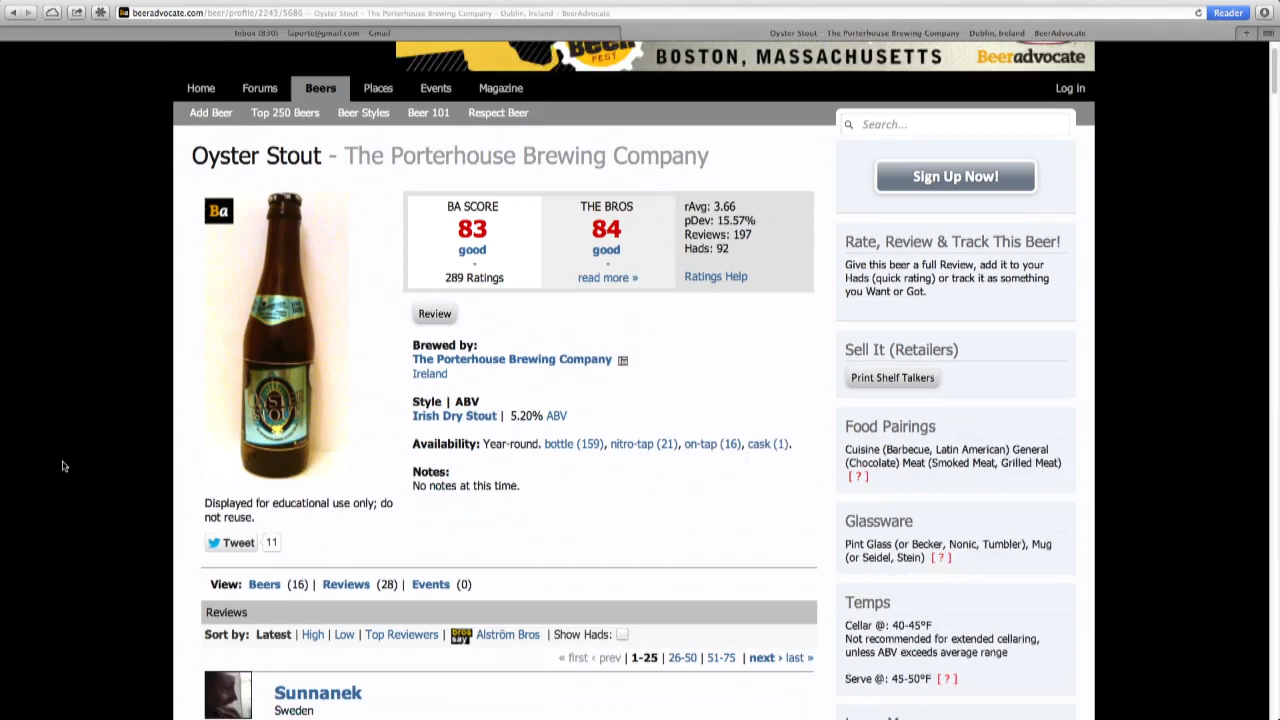 beeradvocate.com/beer/profile/2243/5686 — Oyster Stout – The Porterhouse Brewing Company – Dublin, Ireland – BeerAdvocate
Reader
Inbox (830) laporte@gmail.com Gmail
Oyster Stout The Porterhouse Brewing Company Dublin, Ireland BeerAdvocate
BEER
FEST
BOSTON, MASSACHUSETTS
Beeradvocate
Home Forums Beers Places Events Magazine
Log In
Add Beer Top 250 Beers Beer Styles Beer 101 Respect Beer
Search...
Oyster Stout - The Porterhouse Brewing Company
Sign Up Now!
Ba
BA SCORE
83
good
-
289 Ratings
THE BROS
84
good
-
read more »
rAvg: 3.66
pDev: 15.57%
Reviews: 197
Hads: 92
Ratings Help
Review
Brewed by:
The Porterhouse Brewing Company
Ireland
Style | ABV
Irish Dry Stout | 5.20% ABV
Availability: Year-round. bottle (159), nitro-tap (21), on-tap (16), cask (1).
Notes:
No notes at this time.
OYSTER
STOUT
Displayed for educational use only; do
not reuse.
Tweet 11
View: Beers (16) | Reviews (28) | Events (0)
Reviews
Sort by: Latest | High | Low | Top Reviewers | bros say Alström Bros | Show Hads:
« first ‹ prev | 1-25 | 26-50 | 51-75 | next › last »
Sunnanek
Sweden
Rate, Review & Track This Beer!
Give this beer a full Review, add it to your
Hads (quick rating) or track it as something
you Want or Got.
Sell It (Retailers)
Print Shelf Talkers
Food Pairings
Cuisine (Barbecue, Latin American) General
(Chocolate) Meat (Smoked Meat, Grilled Meat)
[ ? ]
Glassware
Pint Glass (or Becker, Nonic, Tumbler), Mug
(or Seidel, Stein) [ ? ]
Temps
Cellar @: 40-45°F
Not recommended for extended cellaring,
unless ABV exceeds average range
Serve @: 45-50°F [ ? ]